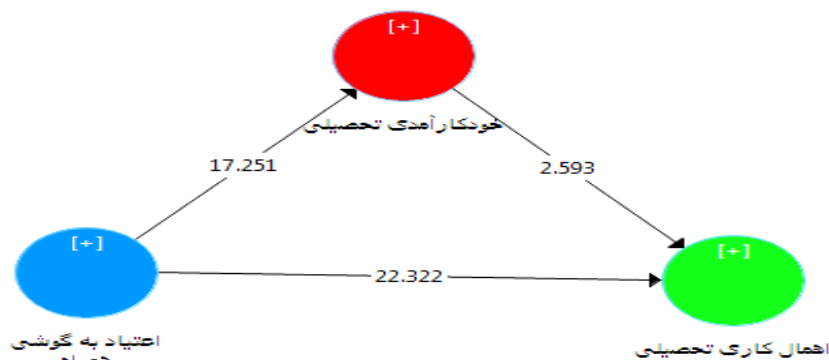 [+]
خودکارآمدی تحصیلی
17.251
2.593
[+]
[+]
22.322
اعتیاد به گوشی
اهمال کاری تحصیلی